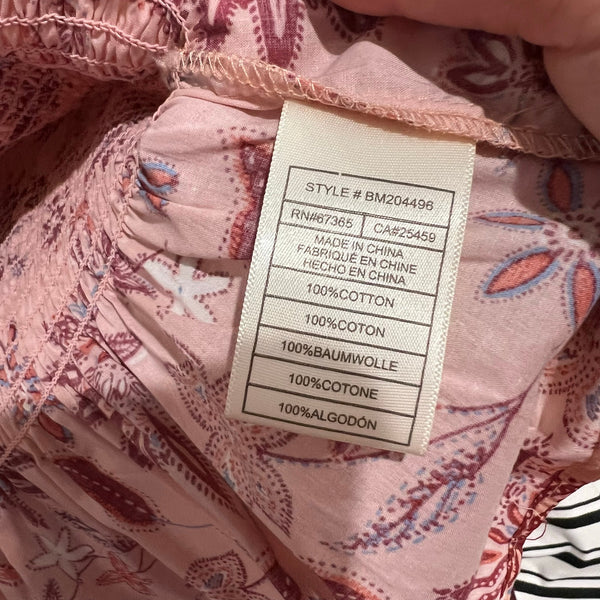 STYLE # BM204496
RN#67365 CA#25459
MADE IN CHINA
FABRIQUÉ EN CHINE
HECHO EN CHINA
100%COTTON
100%COTON
100%BAUMWOLLE
100%COTONE
100%ALGODÓN